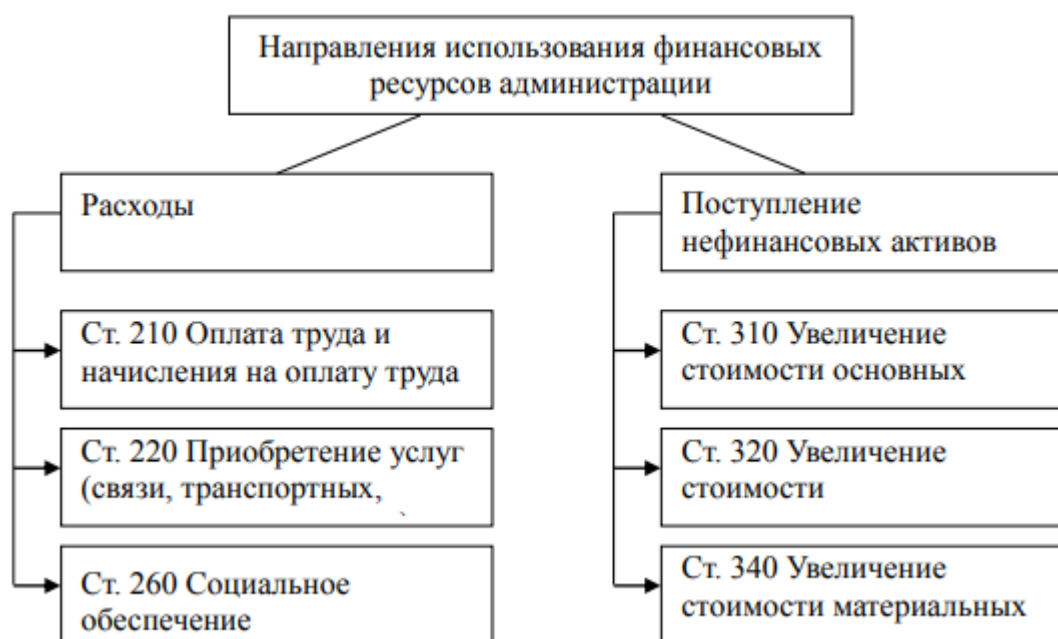 Направления использования финансовых
ресурсов администрации
Расходы
Ст. 210 Оплата труда и
начисления на оплату труда
Ст. 220 Приобретение услуг
(связи, транспортных,
Ст. 260 Социальное
обеспечение
Поступление
нефинансовых активов
Ст. 310 Увеличение
стоимости основных
Ст. 320 Увеличение
стоимости
Ст. 340 Увеличение
стоимости материальных